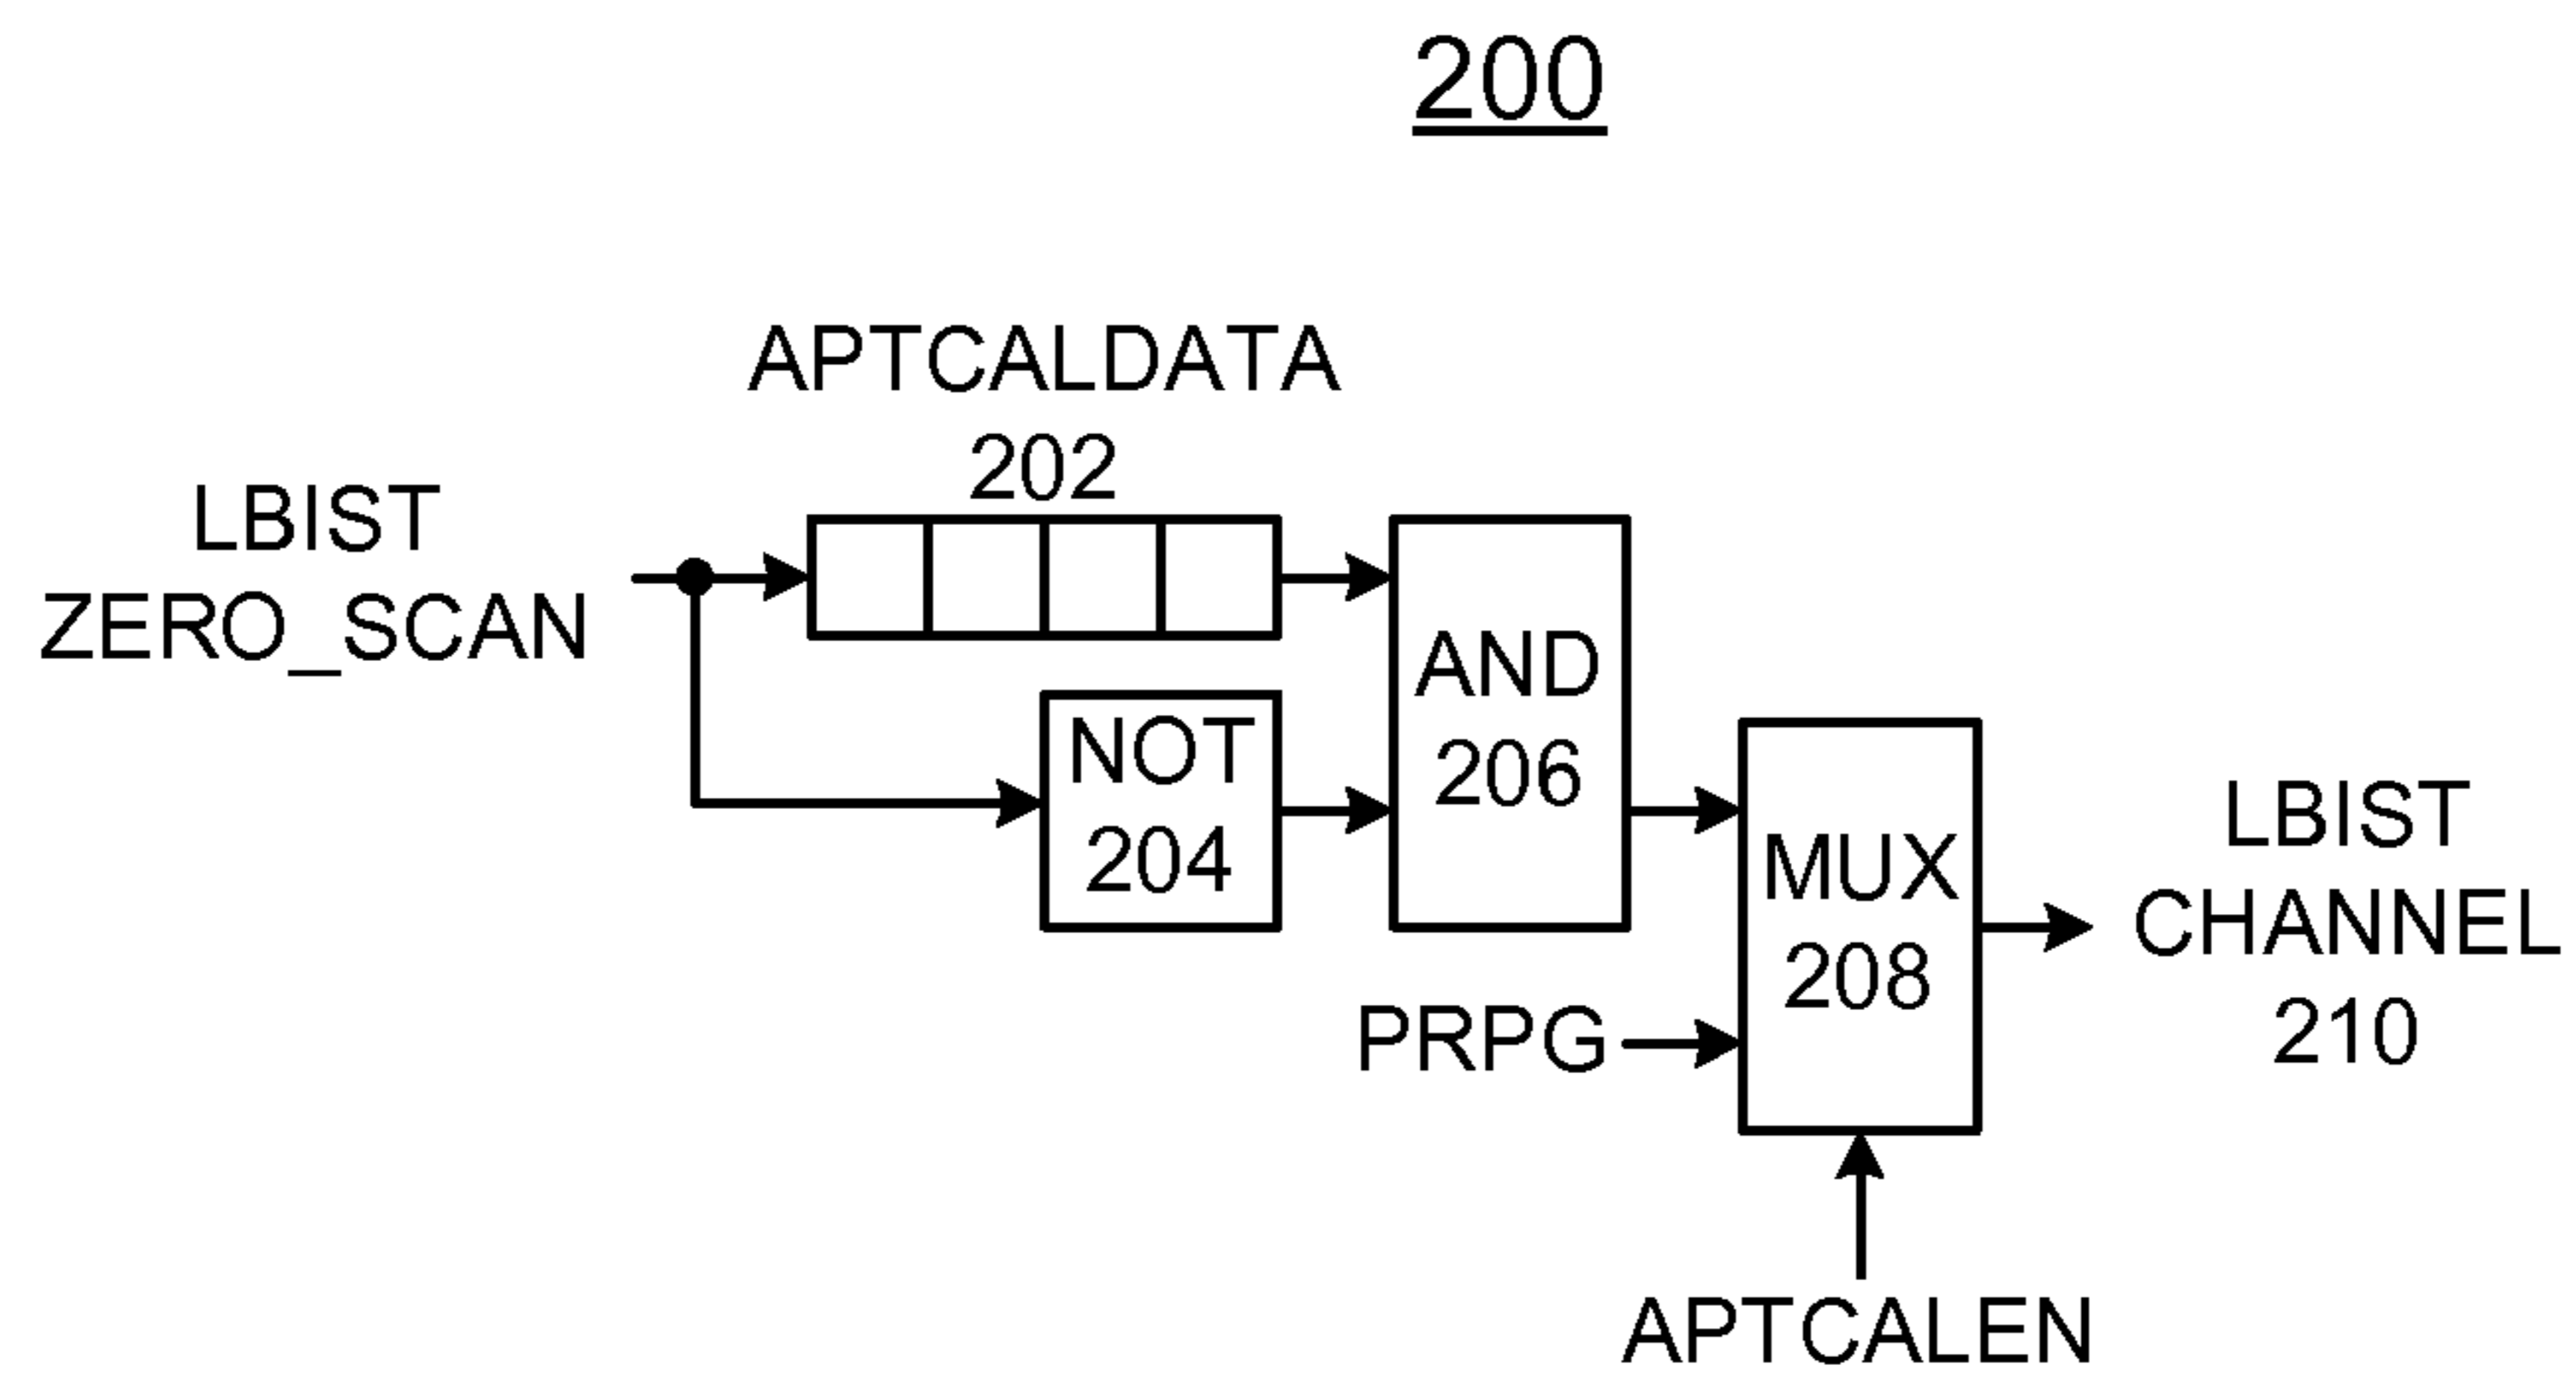 200
APTCALDATA
202
LBIST
ZERO_SCAN
NOT
204
AND
206
MUX
208
PRPG
LBIST
CHANNEL
210
APTCALEN